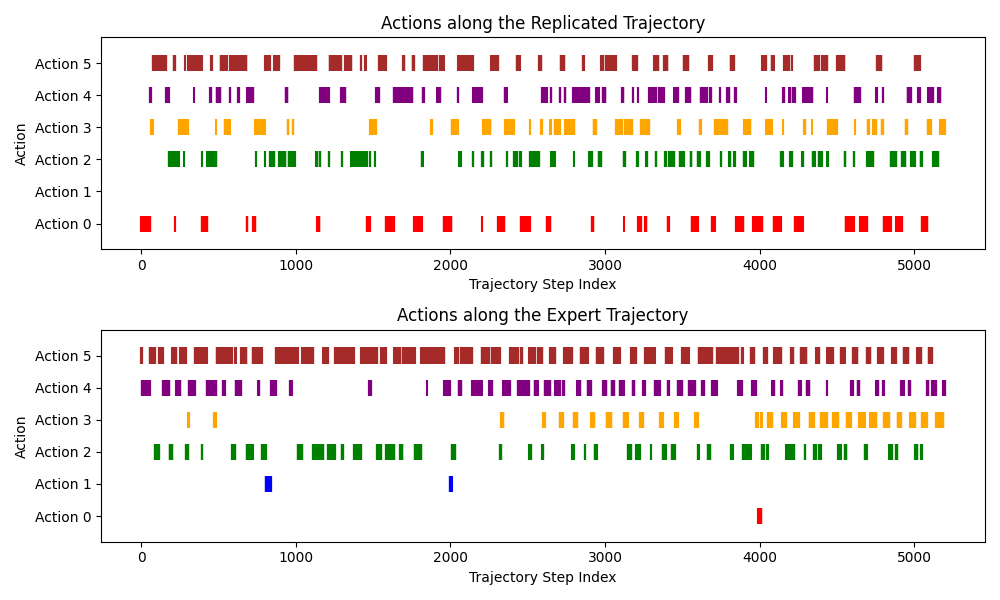 Actions along the Replicated Trajectory
Action
Action 5
Action 4
Action 3
Action 2
Action 1
Action 0
0 1000 2000 3000 4000 5000
Trajectory Step Index
Actions along the Expert Trajectory
Action
Action 5
Action 4
Action 3
Action 2
Action 1
Action 0
0 1000 2000 3000 4000 5000
Trajectory Step Index